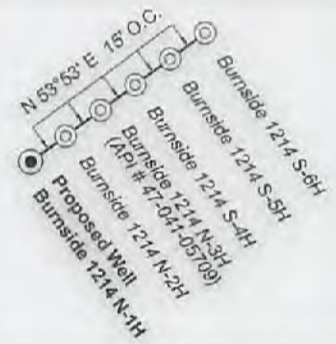 N 53°53' E 15' O.C.
Burnside 1214 S-6H
Burnside 1214 S-5H
Burnside 1214 S-4H
Burnside 1214 N-3H
(API # 47-041-05709)
Burnside 1214 N-2H
Proposed Well
Burnside 1214 N-1H